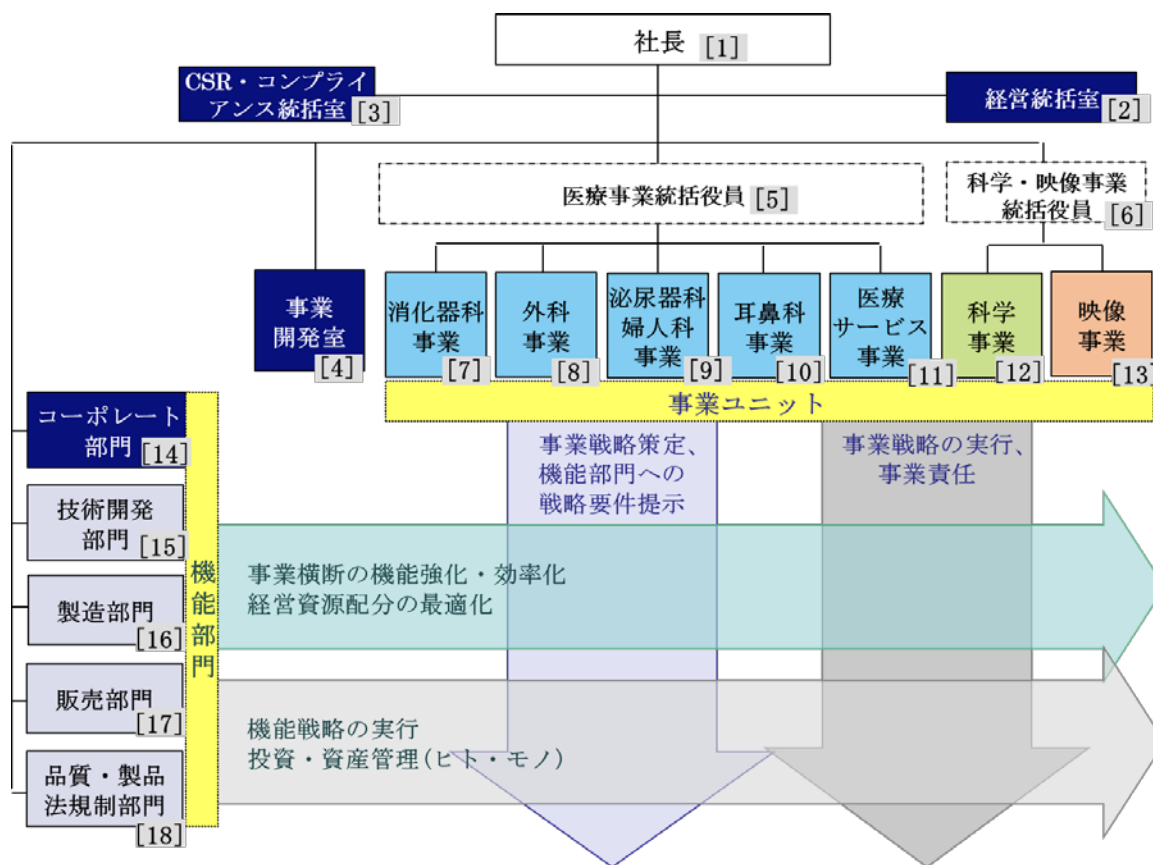 社長 [1]
CSR・コンプライ
アンス統括室 [3]
経営統括室 [2]
医療事業統括役員 [5]
科学・映像事業
統括役員 [6]
事業
開発室 [4]
消化器科
事業 [7]
外科
事業 [8]
泌尿器科
婦人科
事業 [9]
耳鼻科
事業 [10]
医療
サービス
事業 [11]
科学
事業 [12]
映像
事業 [13]
事業ユニット
コーポレート
部門 [14]
技術開発
部門 [15]
製造部門 [16]
販売部門 [17]
品質・製品
法規制部門 [18]
機能部門
事業戦略策定、
機能部門への
戦略要件提示
事業戦略の実行、
事業責任
事業横断の機能強化・効率化
経営資源配分の最適化
機能戦略の実行
投資・資産管理(ヒト・モノ)